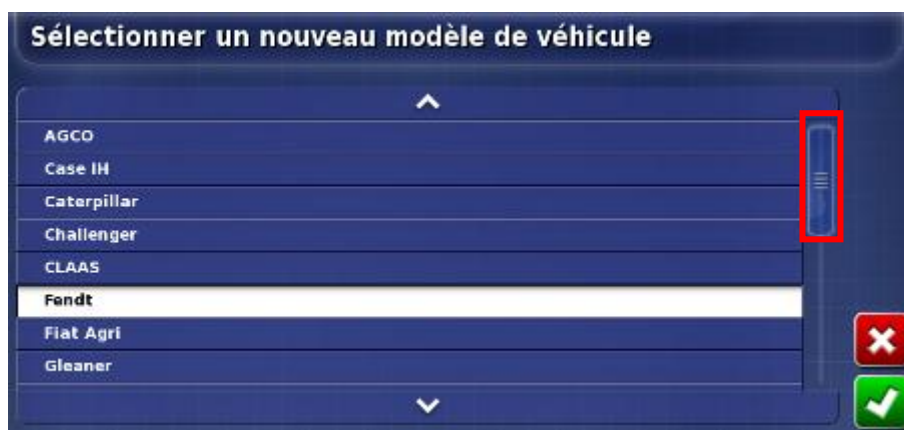 Sélectionner un nouveau modèle de véhicule
AGCO
Case IH
Caterpillar
Challenger
CLAAS
Fendt
Fiat Agri
Gleaner